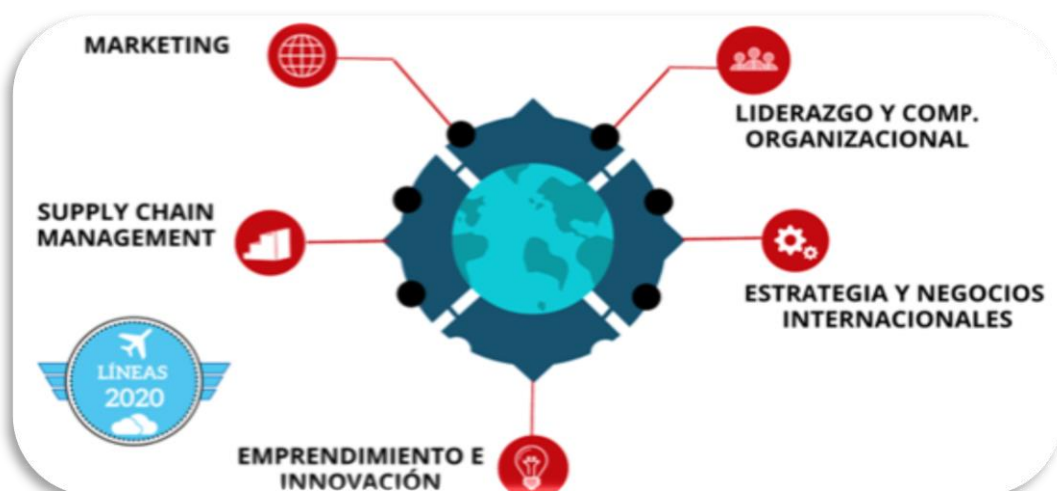 MARKETING
LIDERAZGO Y COMP.
ORGANIZACIONAL
SUPPLY CHAIN
MANAGEMENT
ESTRATEGIA Y NEGOCIOS
INTERNACIONALES
LÍNEAS
2020
EMPRENDIMIENTO E
INNOVACIÓN